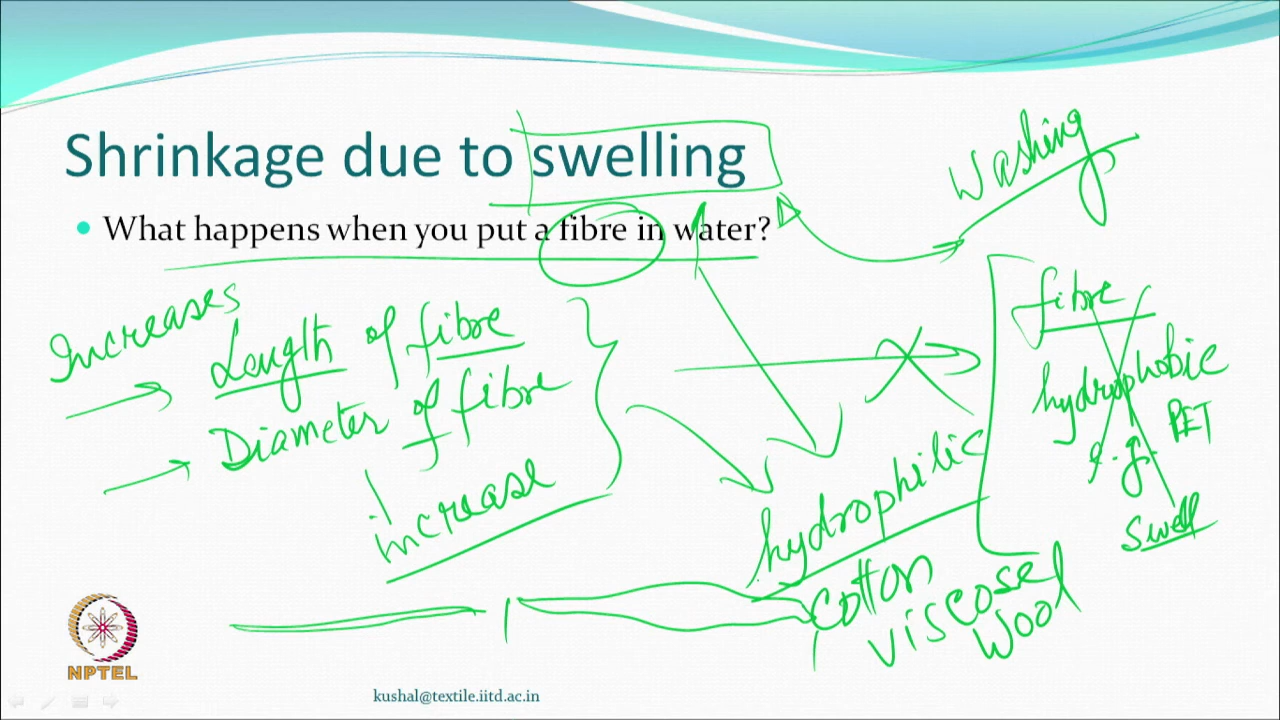 Shrinkage due to swelling
Washing
What happens when you put a fibre in water?
Increases
Length of fibre
Diameter of fibre
increase
fibre
hydrophobic
e.g. PET
swell
hydrophilic
cotton
viscose
wool
NPTEL
kushal@textile.iitd.ac.in